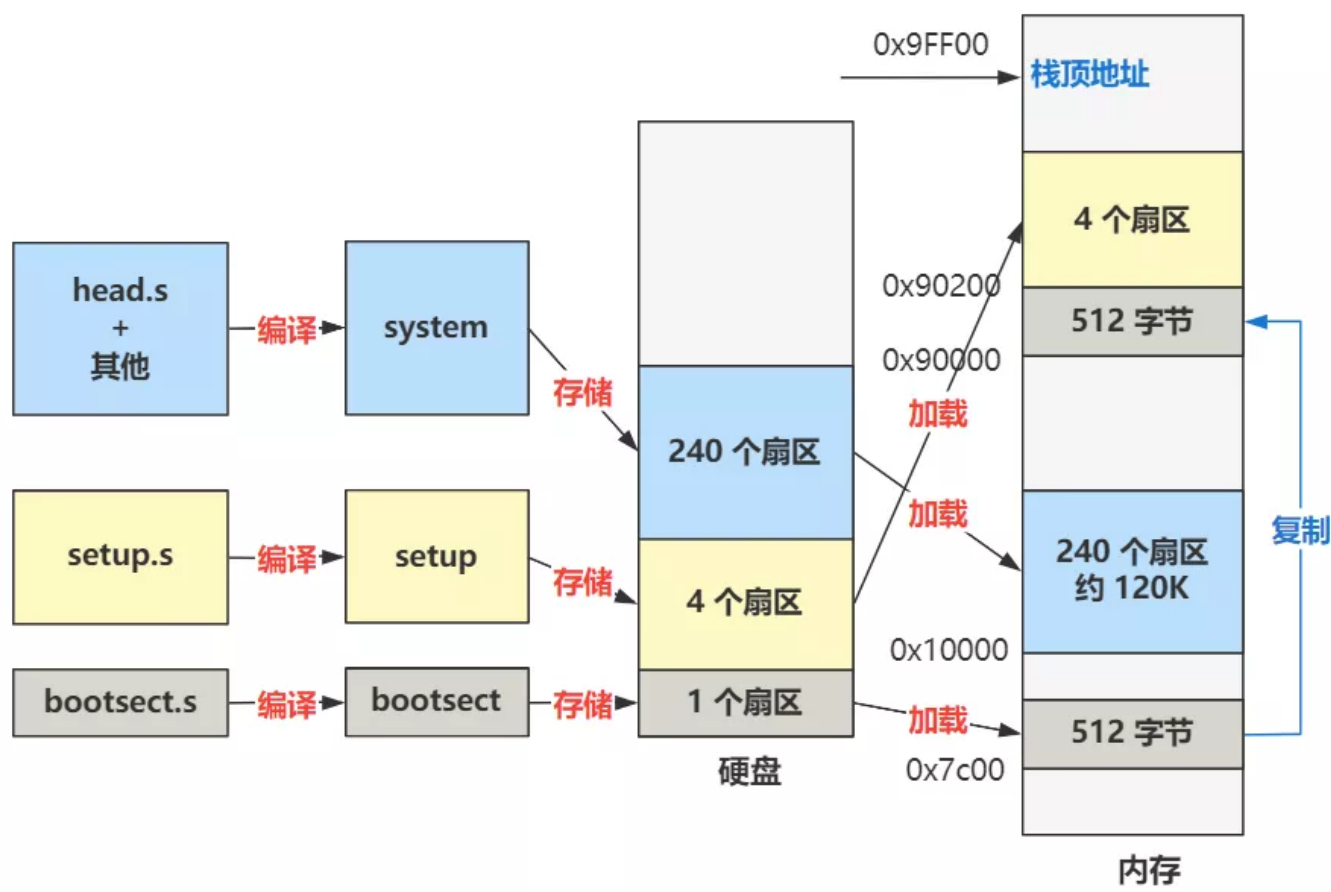 0x9FF00
栈顶地址
4 个扇区
head.s
+
其他
编译
system
存储
0x90200
512 字节
0x90000
加载
240 个扇区
加载
240 个扇区
约 120K
复制
setup.s
编译
setup
存储
4 个扇区
0x10000
bootsect.s
编译
bootsect
存储
1 个扇区
加载
512 字节
0x7c00
硬盘
内存